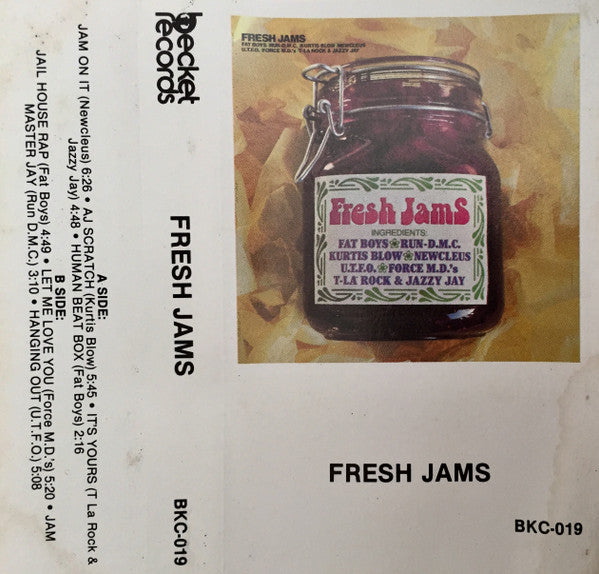 becket
records
JAM ON IT (Newcleus) 6:26 • AJ SCRATCH (Kurtis Blow) 5:45 • IT'S YOURS (T La Rock &
Jazzy Jay) 4:48 • HUMAN BEAT BOX (Fat Boys) 2:16
A SIDE:
B SIDE:
JAIL HOUSE RAP (Fat Boys) 4:49 • LET ME LOVE YOU (Force M.D.'s) 5:20 • JAM
MASTER JAY (Run D.M.C.) 3:10 • HANGING OUT (U.T.F.O.) 5:08
FRESH JAMS
BKC-019
FRESH JAMS
FAT BOYS RUN-D.M.C. KURTIS BLOW NEWCLEUS
U.T.F.O. FORCE M.D.'s T-LA ROCK & JAZZY JAY
Fresh Jams
INGREDIENTS:
FAT BOYS RUN-D.M.C.
KURTIS BLOW NEWCLEUS
U.T.F.O. FORCE M.D.'s
T-LA ROCK & JAZZY JAY
FRESH JAMS
BKC-019